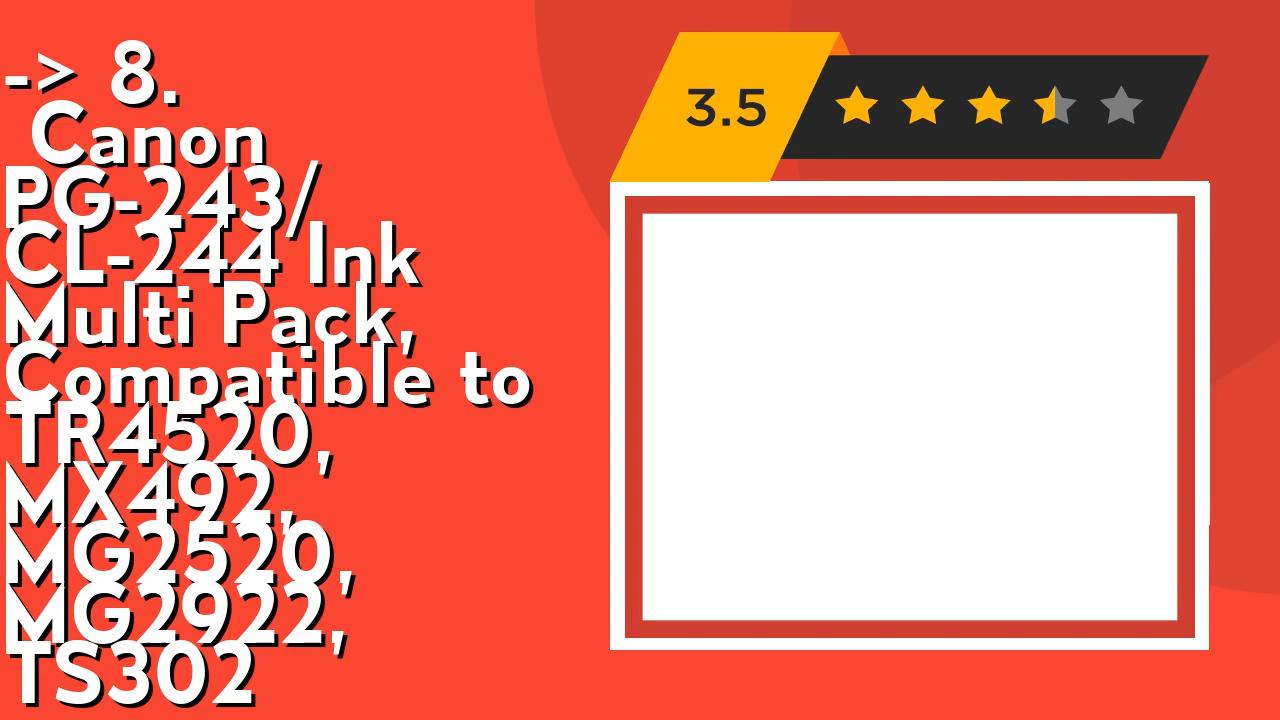 -> 8.
Canon
PG-243/
CL-244 Ink
Multi Pack,
Compatible to
TR4520,
MX492,
MG2520,
MG2922,
TS302
3.5